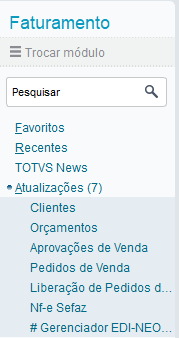 Faturamento
Trocar módulo
Pesquisar
Favoritos
Recentes
TOTVS News
Atualizações (7)
Clientes
Orçamentos
Aprovações de Venda
Pedidos de Venda
Liberação de Pedidos d...
Nf-e Sefaz
# Gerenciador EDI-NEO...